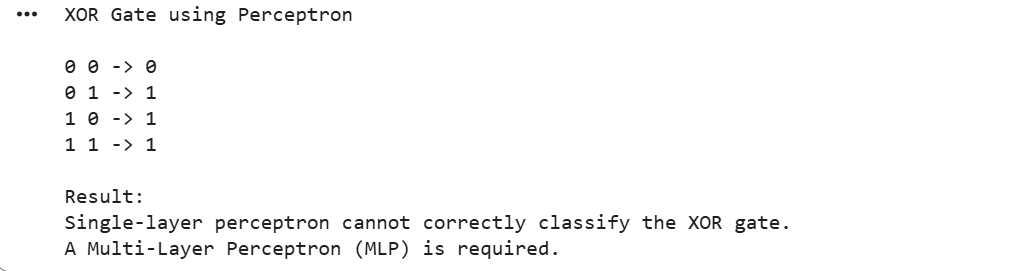 XOR Gate using Perceptron
0 0 -> 0
0 1 -> 1
1 0 -> 1
1 1 -> 1
Result:
Single-layer perceptron cannot correctly classify the XOR gate.
A Multi-Layer Perceptron (MLP) is required.